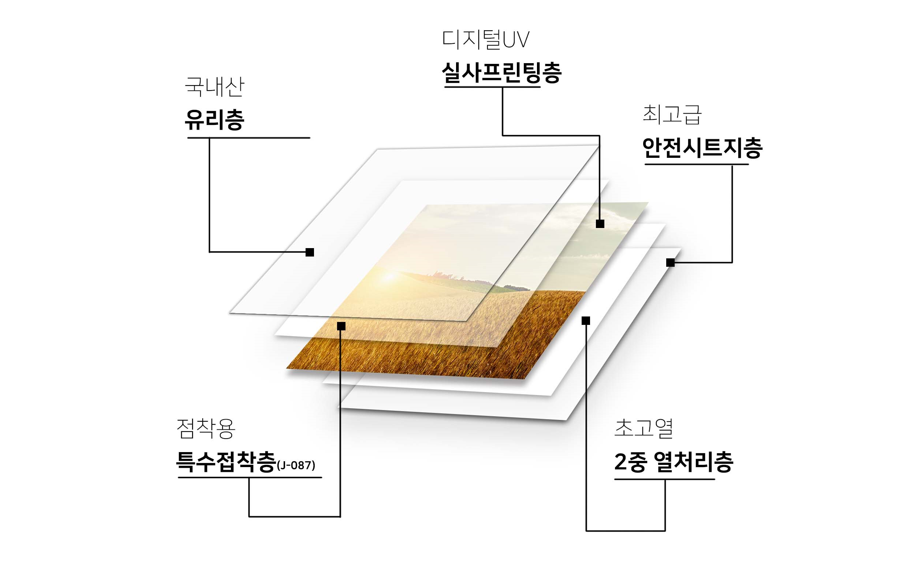 디지털UV
실사프린팅층
국내산
유리층
최고급
안전시트지층
점착용
특수접착층(J-087)
초고열
2중 열처리층